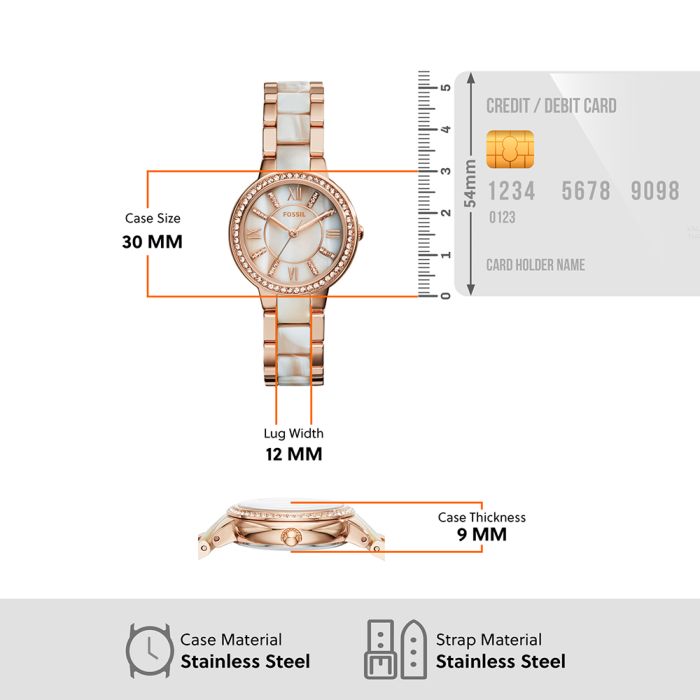 5
4
3
2
1
0
54mm
CREDIT / DEBIT CARD
1234 5678 9098
0123
CARD HOLDER NAME
Case Size
30 MM
XII
FOSSIL
Lug Width
12 MM
Case Thickness
9 MM
Case Material
Stainless Steel
Strap Material
Stainless Steel